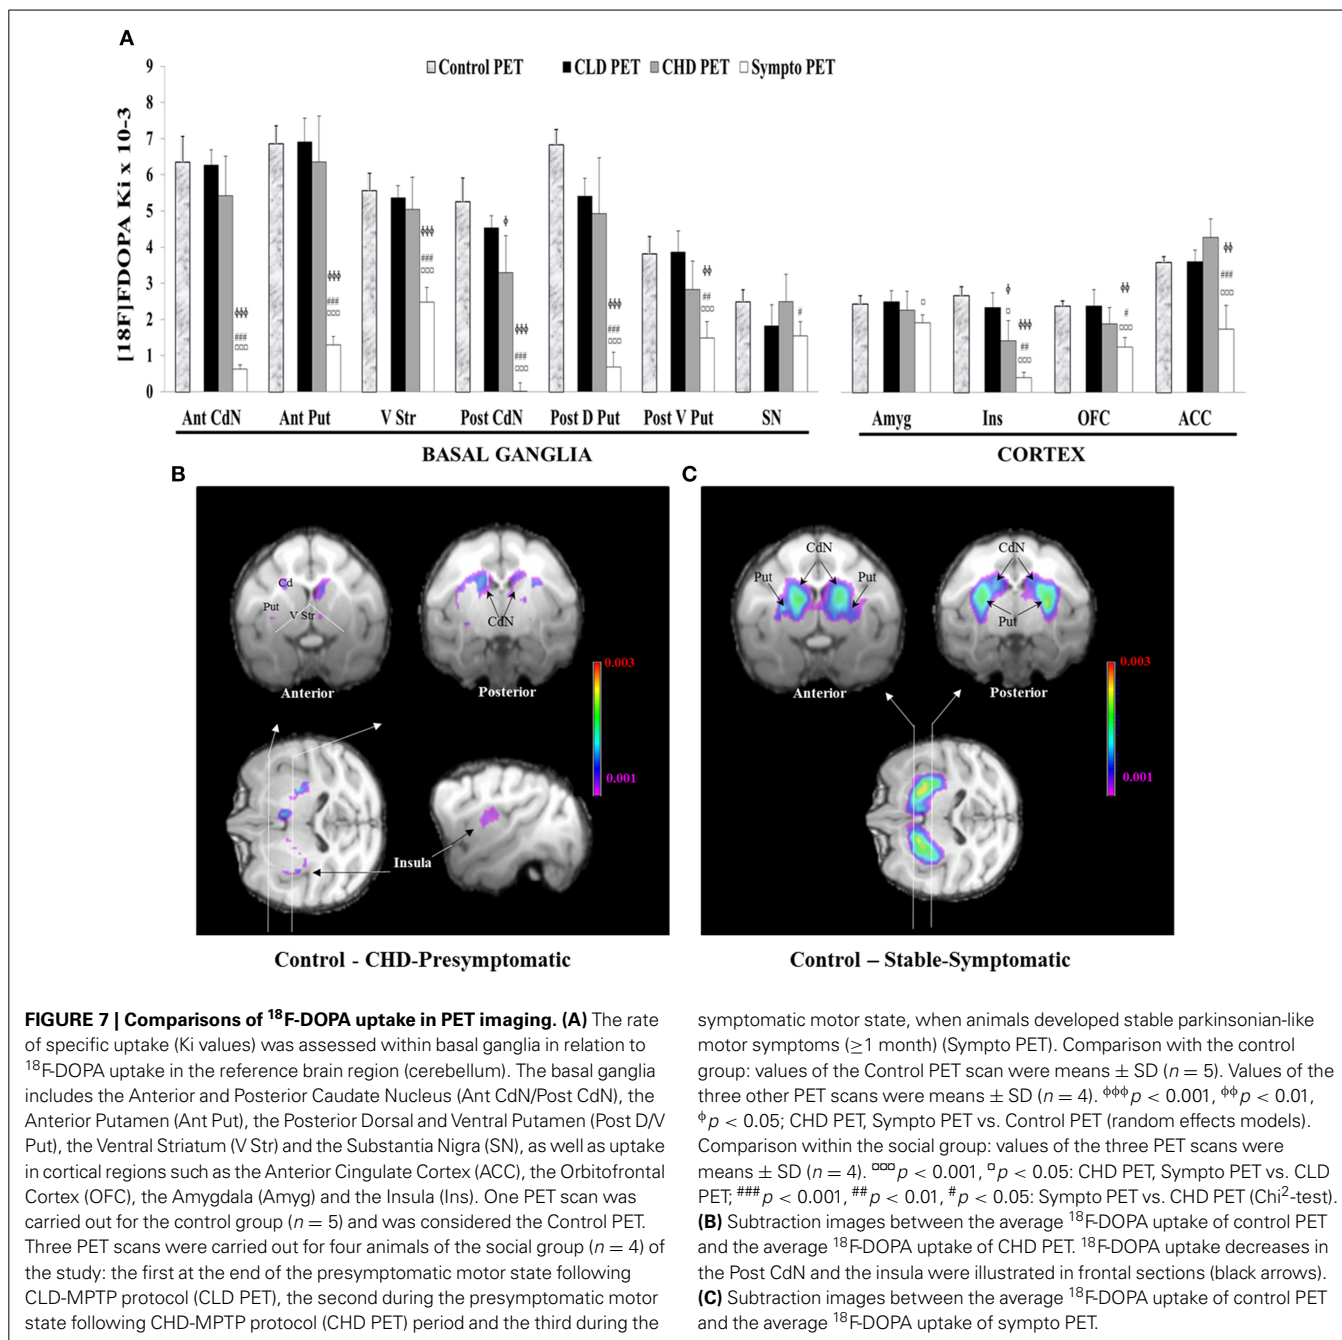 A
9
8
7
6
5
4
3
2
1
0
[18F]FDOPA Ki x 10-3
Control PET CLD PET CHD PET Sympto PET
ϕϕϕ
###
¤¤¤
ϕϕϕ
###
¤¤¤
ϕϕϕ
###
¤¤¤
ϕ
ϕϕϕ
###
¤¤¤
ϕϕϕ
###
¤¤¤
ϕϕ
##
¤¤¤
#
¤
ϕ
¤
ϕϕϕ
##
¤¤¤
ϕϕ
#
¤¤¤
ϕϕ
###
¤¤¤
Ant CdN Ant Put V Str Post CdN Post D Put Post V Put SN Amyg Ins OFC ACC
BASAL GANGLIA CORTEX
B
Cd
Put
V Str
CdN
Anterior Posterior
0.003
0.001
Insula
Control - CHD-Presymptomatic
C
CdN CdN
Put Put
Put
Anterior Posterior
0.003
0.001
Control – Stable-Symptomatic
FIGURE 7 | Comparisons of ¹⁸F-DOPA uptake in PET imaging. (A) The rate
of specific uptake (Ki values) was assessed within basal ganglia in relation to
¹⁸F-DOPA uptake in the reference brain region (cerebellum). The basal ganglia
includes the Anterior and Posterior Caudate Nucleus (Ant CdN/Post CdN), the
Anterior Putamen (Ant Put), the Posterior Dorsal and Ventral Putamen (Post D/V
Put), the Ventral Striatum (V Str) and the Substantia Nigra (SN), as well as uptake
in cortical regions such as the Anterior Cingulate Cortex (ACC), the Orbitofrontal
Cortex (OFC), the Amygdala (Amyg) and the Insula (Ins). One PET scan was
carried out for the control group (n = 5) and was considered the Control PET.
Three PET scans were carried out for four animals of the social group (n = 4) of
the study: the first at the end of the presymptomatic motor state following
CLD-MPTP protocol (CLD PET), the second during the presymptomatic motor
state following CHD-MPTP protocol (CHD PET) period and the third during the
symptomatic motor state, when animals developed stable parkinsonian-like
motor symptoms (≥1 month) (Sympto PET). Comparison with the control
group: values of the Control PET scan were means ± SD (n = 5). Values of the
three other PET scans were means ± SD (n = 4). ϕϕϕp < 0.001, ϕϕp < 0.01,
ϕp < 0.05; CHD PET, Sympto PET vs. Control PET (random effects models).
Comparison within the social group: values of the three PET scans were
means ± SD (n = 4). ¤¤¤p < 0.001, ¤p < 0.05: CHD PET, Sympto PET vs. CLD
PET; ###p < 0.001, ##p < 0.01, #p < 0.05: Sympto PET vs. CHD PET (Chi²-test).
(B) Subtraction images between the average ¹⁸F-DOPA uptake of control PET
and the average ¹⁸F-DOPA uptake of CHD PET. ¹⁸F-DOPA uptake decreases in
the Post CdN and the insula were illustrated in frontal sections (black arrows).
(C) Subtraction images between the average ¹⁸F-DOPA uptake of control PET
and the average ¹⁸F-DOPA uptake of sympto PET.